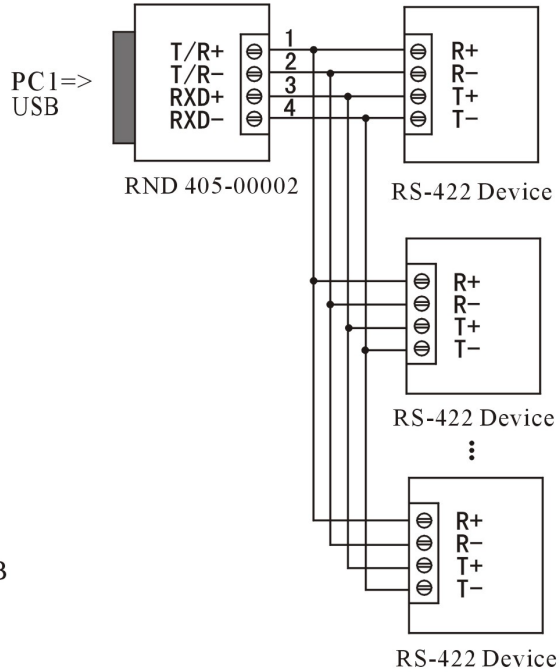 PC1=>
USB
T/R+
T/R-
RXD+
RXD-
1
2
3
4
RND 405-00002
R+
R-
T+
T-
RS-422 Device
R+
R-
T+
T-
RS-422 Device
⋮
R+
R-
T+
T-
RS-422 Device